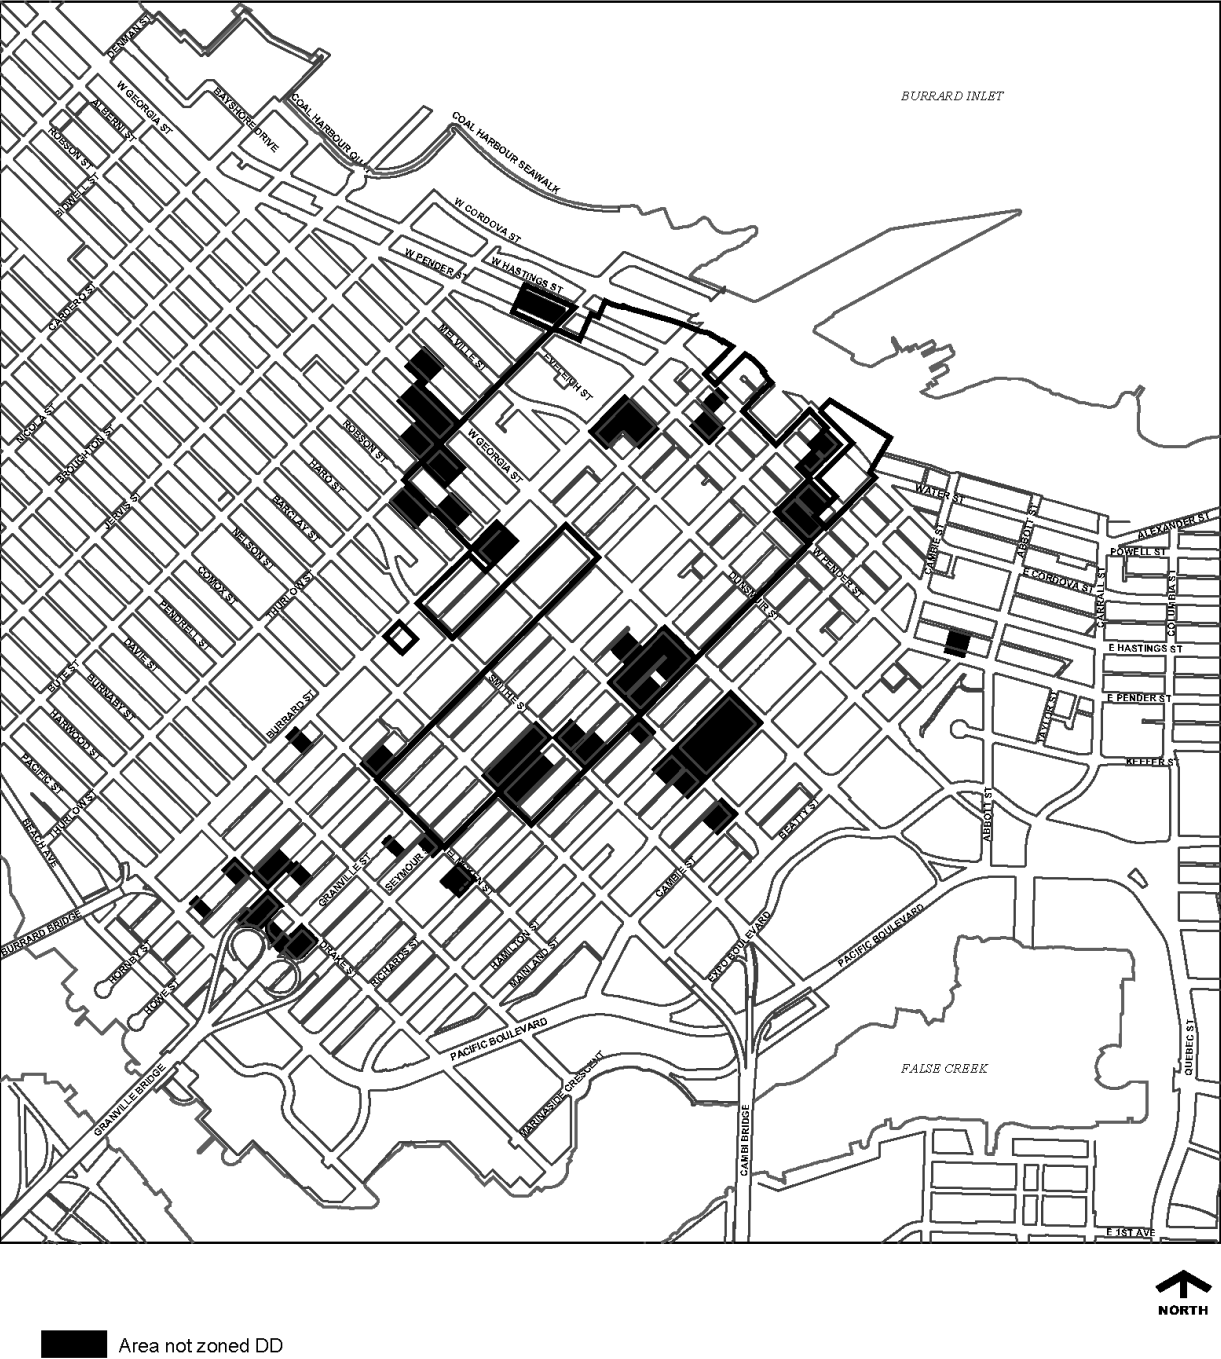 DENMAN ST
W GEORGIA ST
ALBERNI ST
ROBSON ST
BIDWELL ST
BAYSHORE DRIVE
COAL HARBOUR QUAY
COAL HARBOUR SEAWALK
BURRARD INLET
W CORDOVA ST
W PENDER ST
W HASTINGS ST
CARDERO ST
MELVILLE ST
EVELEIGH ST
NICOLA ST
BROUGHTON ST
ROBSON ST
W GEORGIA ST
HARO ST
JERVIS ST
BARCLAY ST
NELSON ST
COMOX ST
THURLOW ST
PENDRELL ST
DAVIE ST
BUTE ST
BURNABY ST
HARWOOD ST
PACIFIC ST
THURLOW ST
BEACH AVE
BURRARD ST
SMITHE ST
DUNSMUIR ST
W PENDER ST
WATER ST
CAMBIE ST
ABBOTT ST
ALEXANDER ST
POWELL ST
E CORDOVA ST
CARRALL ST
COLUMBIA ST
E HASTINGS ST
E PENDER ST
TAYLOR ST
KEEFER ST
ABBOTT ST
BEATTY ST
CAMBIE ST
GRANVILLE ST
SEYMOUR
HELMCKEN ST
BURRARD BRIDGE
HORNBY ST
HOWE ST
DRAKE ST
RICHARDS ST
HAMILTON ST
MAINLAND ST
EXPO BOULEVARD
PACIFIC BOULEVARD
PACIFIC BOULEVARD
MARINASIDE CRESCENT
GRANVILLE BRIDGE
CAMBI BRIDGE
FALSE CREEK
QUEBEC ST
E 1ST AVE
NORTH
Area not zoned DD